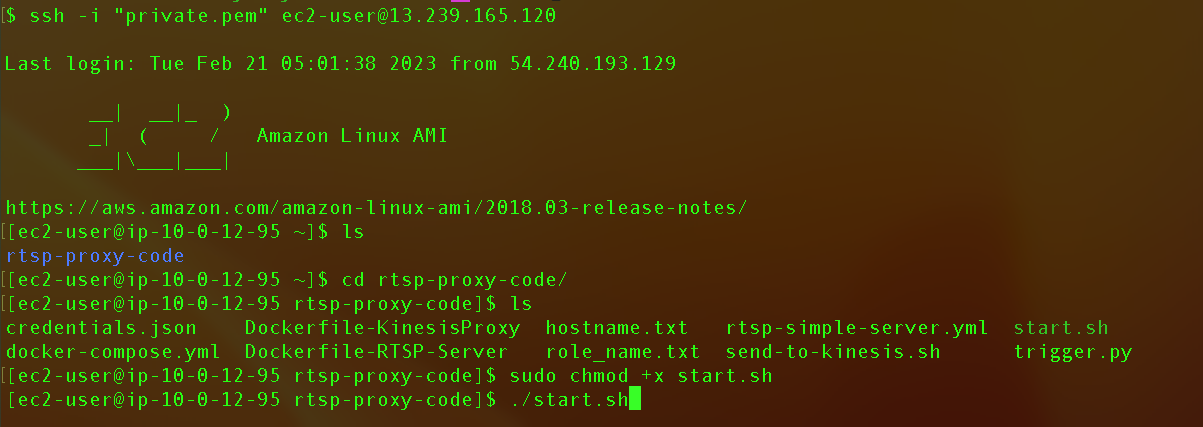 [$ ssh -i "private.pem" ec2-user@13.239.165.120
Last login: Tue Feb 21 05:01:38 2023 from 54.240.193.129
       __|  __|_  )
       _|  (     /   Amazon Linux AMI
      ___|\___|___|
https://aws.amazon.com/amazon-linux-ami/2018.03-release-notes/
[[ec2-user@ip-10-0-12-95 ~]$ ls
rtsp-proxy-code
[[ec2-user@ip-10-0-12-95 ~]$ cd rtsp-proxy-code/
[[ec2-user@ip-10-0-12-95 rtsp-proxy-code]$ ls
credentials.json    Dockerfile-KinesisProxy  hostname.txt   rtsp-simple-server.yml  start.sh
docker-compose.yml  Dockerfile-RTSP-Server   role_name.txt  send-to-kinesis.sh      trigger.py
[[ec2-user@ip-10-0-12-95 rtsp-proxy-code]$ sudo chmod +x start.sh
[ec2-user@ip-10-0-12-95 rtsp-proxy-code]$ ./start.sh